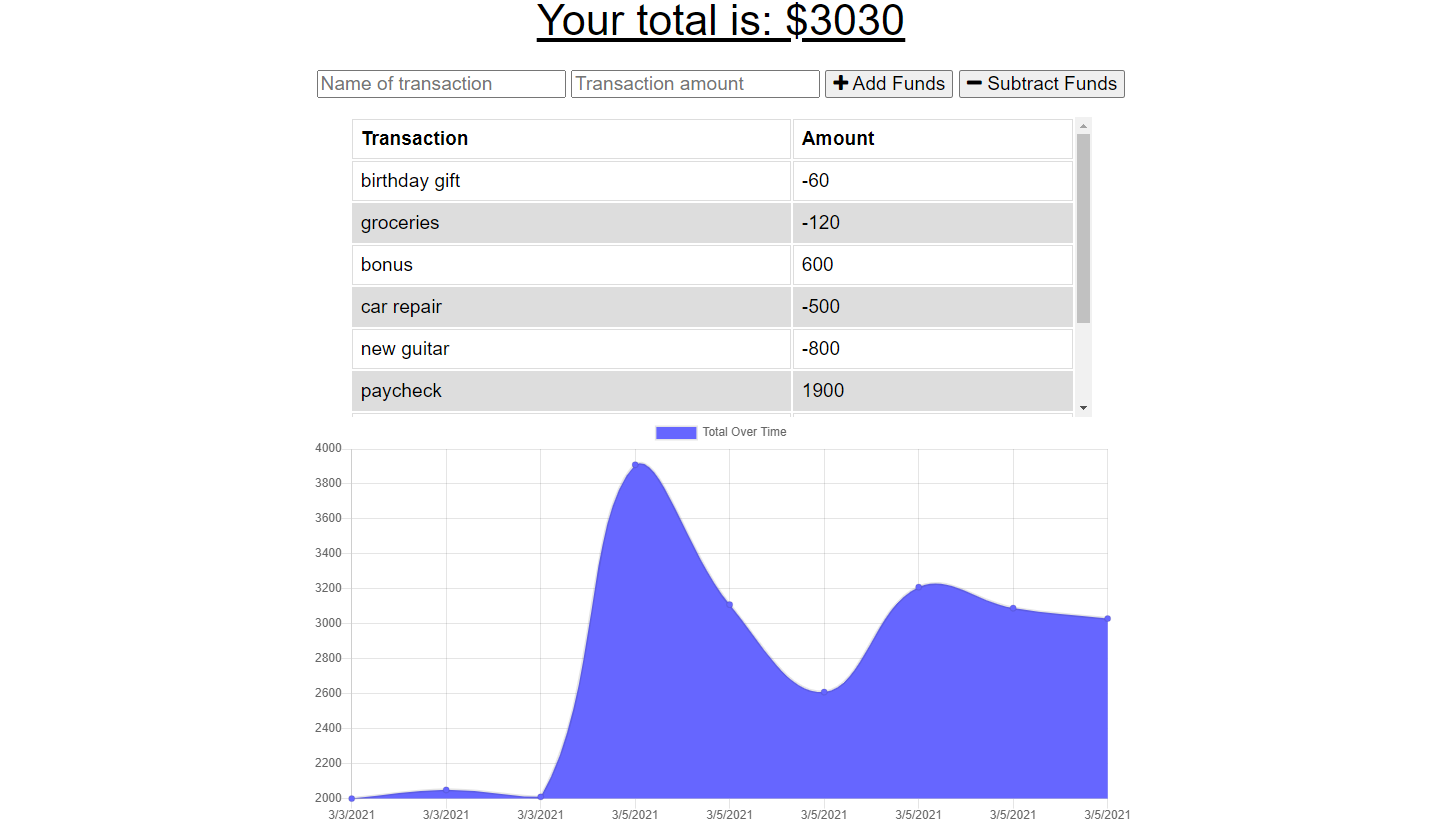 Your total is: $3030
Name of transaction Transaction amount Add Funds Subtract Funds
Transaction Amount
birthday gift -60
groceries -120
bonus 600
car repair -500
new guitar -800
paycheck 1900
Total Over Time
4000
3800
3600
3400
3200
3000
2800
2600
2400
2200
2000
3/3/2021 3/3/2021 3/3/2021 3/5/2021 3/5/2021 3/5/2021 3/5/2021 3/5/2021 3/5/2021